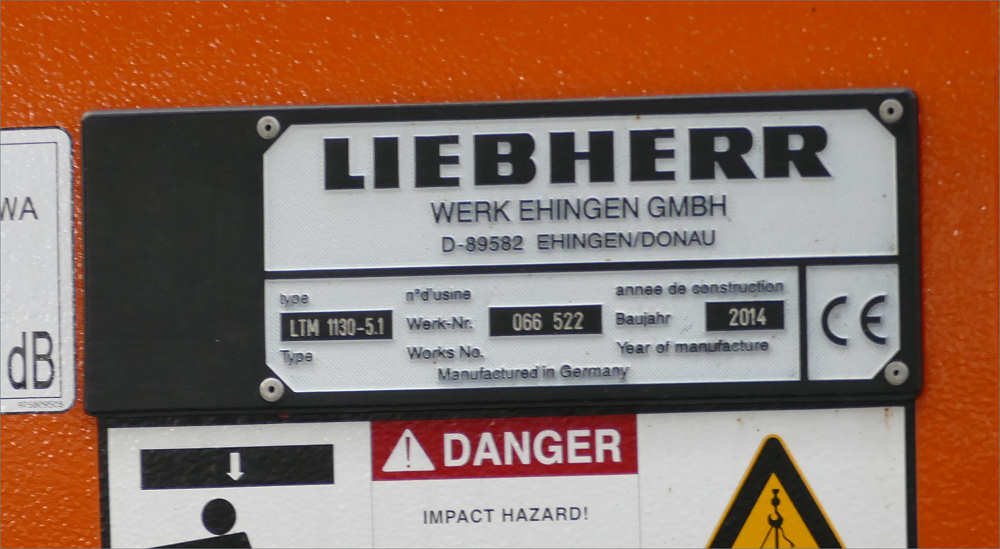 WA
dB
LIEBHERR
WERK EHINGEN GMBH
D-89582 EHINGEN/DONAU
type n°d'usine annee de construction
LTM 1130-5.1 Werk-Nr. 066 522 Baujahr 2014
Type Works No. Year of manufacture
Manufactured in Germany
CE
DANGER
IMPACT HAZARD!